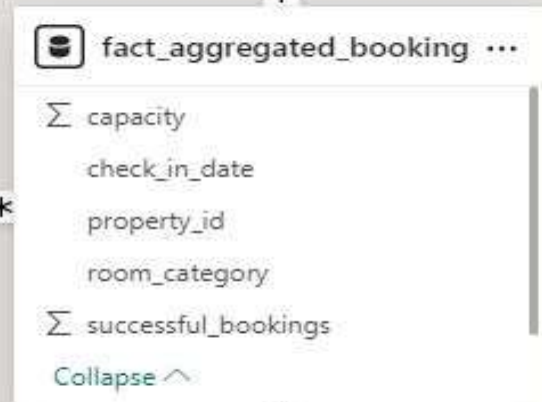 fact_aggregated_booking ...
∑ capacity
check_in_date
property_id
*
room_category
∑ successful_bookings
Collapse